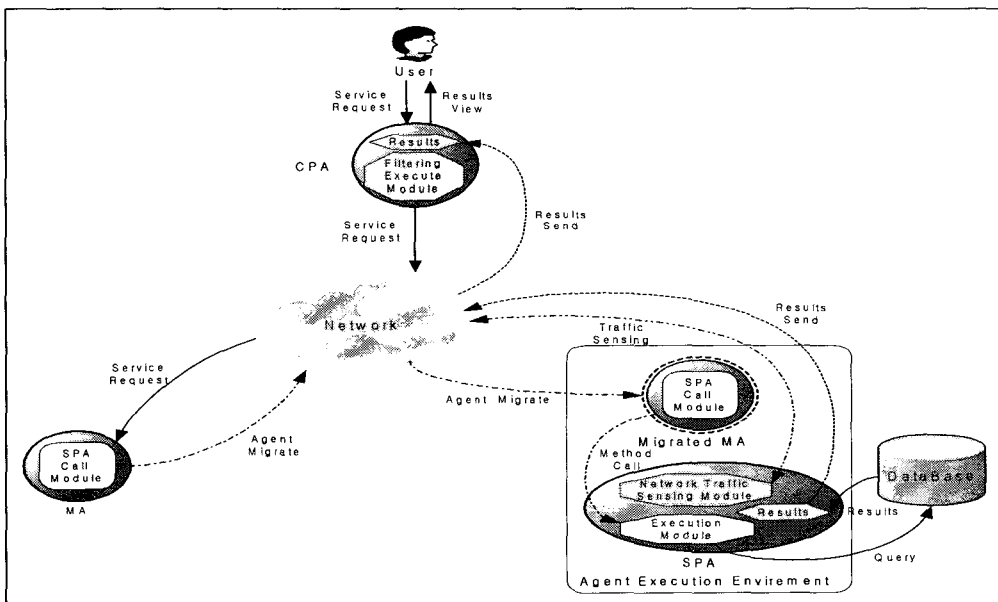 User
Service
Request
Results
View
Results
CPA
Filtering
Execute
Module
Service
Request
Results
Send
Network
Results
Send
Traffic
Sensing
Service
Request
SPA
Call
Module
Agent Migrate
Agent
Migrate
Migrated MA
SPA
Call
Module
MA
Method
Call
Network Traffic
Sensing Module
DataBase
Results
Results
Execution
Module
SPA
Query
Agent Execution Envirement